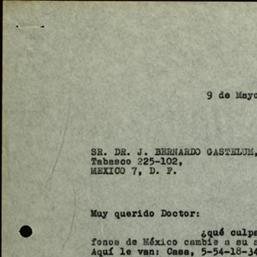 9 de Mayo
SR. DR. J. BERNARDO GASTELUM,
Tabasco 225-102,
MEXICO 7, D. F.
Muy querido Doctor:
¿qué culpa
fonos de México cambie a su
Aquí le van: Casa, 5-54-18-34